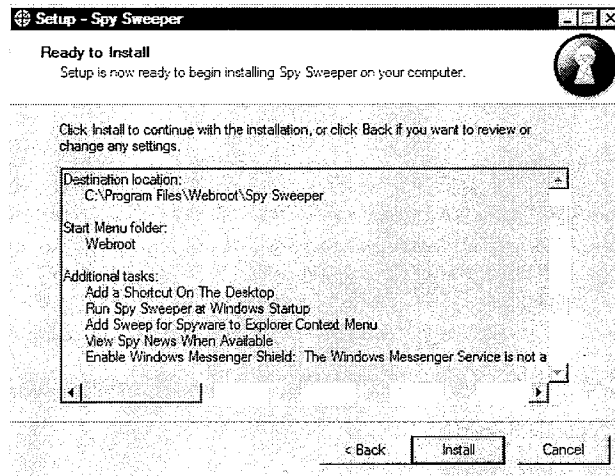 Setup - Spy Sweeper
Ready to Install
Setup is now ready to begin installing Spy Sweeper on your computer.
Click Install to continue with the installation, or click Back if you want to review or
change any settings.
Destination location:
C:\Program Files\Webroot\Spy Sweeper
Start Menu folder:
Webroot
Additional tasks:
Add a Shortcut On The Desktop
Run Spy Sweeper at Windows Startup
Add Sweep for Spyware to Explorer Context Menu
View Spy News When Available
Enable Windows Messenger Shield: The Windows Messenger Service is not a
< Back Install Cancel